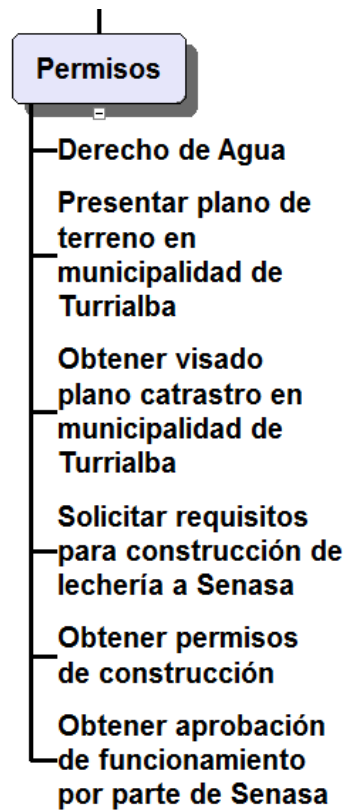 Permisos
Derecho de Agua
Presentar plano de
terreno en
municipalidad de
Turrialba
Obtener visado
plano catrastro en
municipalidad de
Turrialba
Solicitar requisitos
para construcción de
lechería a Senasa
Obtener permisos
de construcción
Obtener aprobación
de funcionamiento
por parte de Senasa